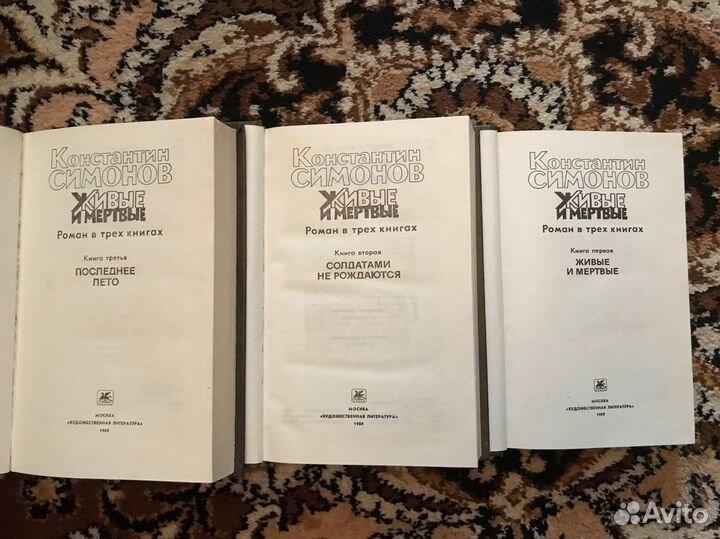 Константин
СИМОНОВ
ЖИВЫЕ
И МЕРТВЫЕ
Роман в трех книгах
Книга третья
ПОСЛЕДНЕЕ
ЛЕТО
МОСКВА
«ХУДОЖЕСТВЕННАЯ ЛИТЕРАТУРА»
1989
Константин
СИМОНОВ
ЖИВЫЕ
И МЕРТВЫЕ
Роман в трех книгах
Книга вторая
СОЛДАТАМИ
НЕ РОЖДАЮТСЯ
МОСКВА
«ХУДОЖЕСТВЕННАЯ ЛИТЕРАТУРА»
1989
Константин
СИМОНОВ
ЖИВЫЕ
И МЕРТВЫЕ
Роман в трех книгах
Книга первая
ЖИВЫЕ
И МЕРТВЫЕ
МОСКВА
«ХУДОЖЕСТВЕННАЯ ЛИТЕРАТУРА»
1989
Avito